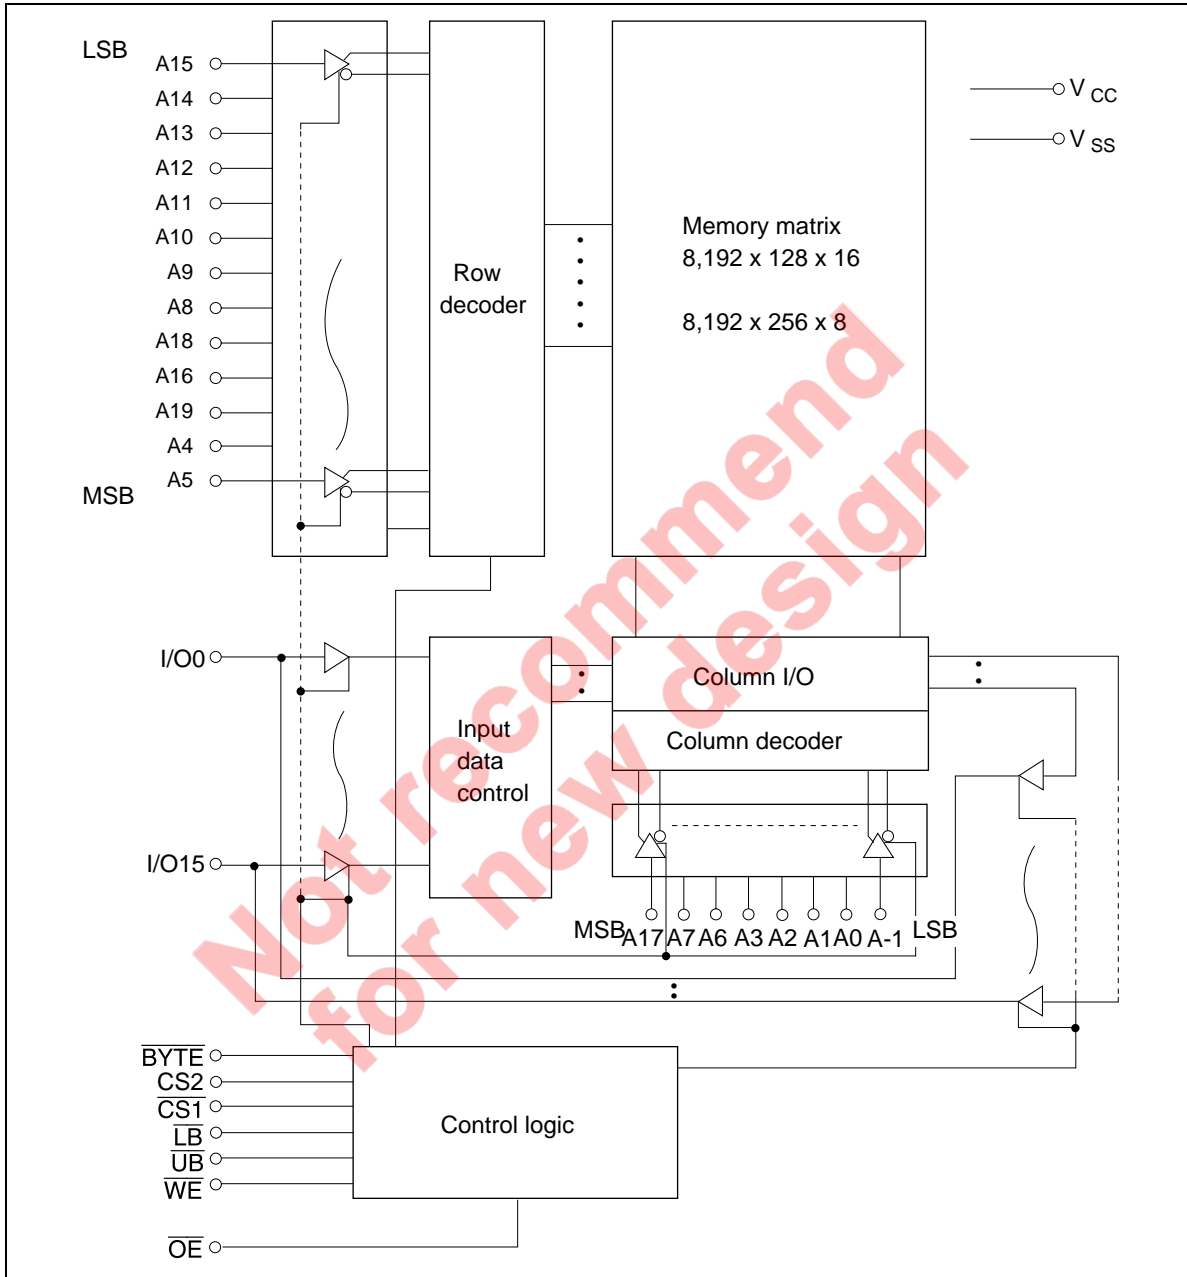 LSB
A15
A14
A13
A12
A11
A10
A9
A8
A18
A16
A19
A4
A5
MSB
Row
decoder
Memory matrix
8,192 x 128 x 16
8,192 x 256 x 8
V CC
V SS
I/O0
I/O15
Input
data
control
Column I/O
Column decoder
MSB A17 A7 A6 A3 A2 A1 A0 A-1 LSB
BYTE
CS2
CS1
LB
UB
WE
OE
Control logic
Not recommend
for new design